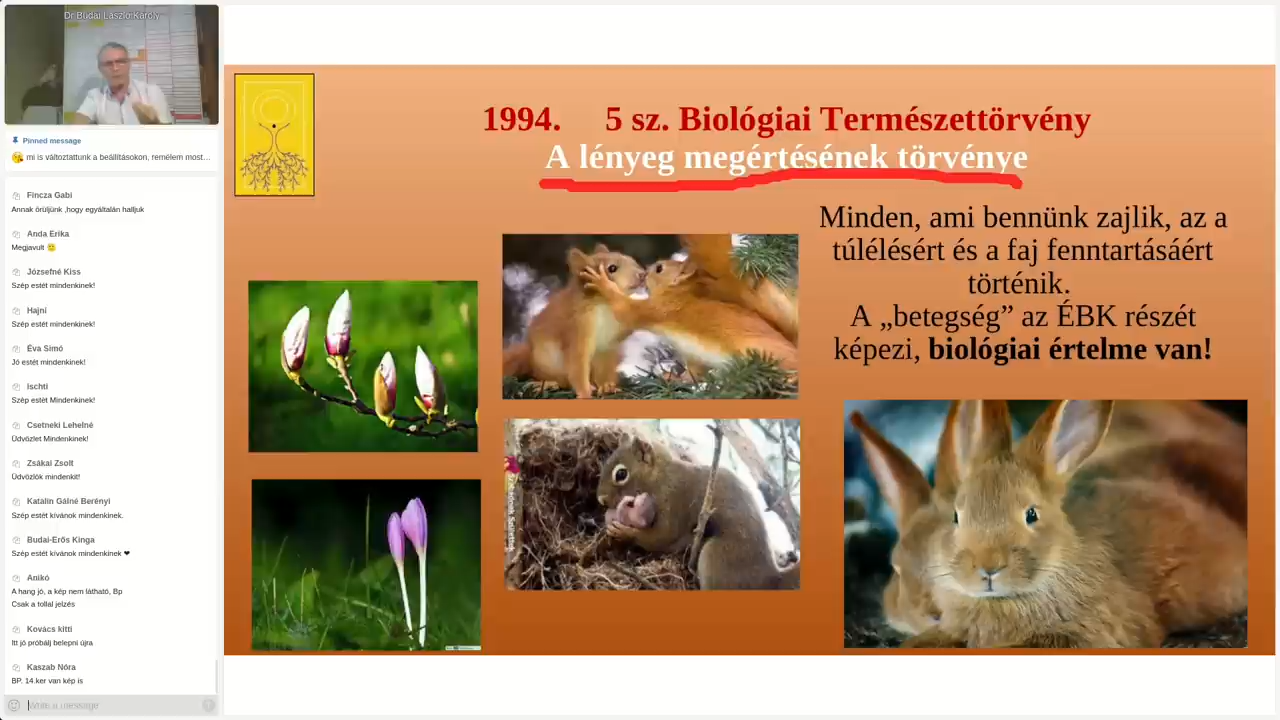 Dr Budai László Károly
Pinned message
mi is változtattunk a beállításokon, remélem most…
Fincza Gabi
Annak örüljünk ,hogy egyáltalán halljuk
Anda Erika
Megjavult
Józsefné Kiss
Szép estét mindenkinek!
Hajni
Szép estét mindenkinek!
Éva Simó
Jó estét mindenkinek!
ischti
Szép estét Mindenkinek!
Csetneki Lehelné
Üdvözlet Mindenkinek!
Zsákai Zsolt
Üdvözlök mindenkit!
Katalin Gálné Berényi
Szép estét kívánok mindenkinek.
Budai-Erős Kinga
Szép estét kívánok mindenkinek ❤
Anikó
A hang jó, a kép nem látható, Bp
Csak a tollal jelzés
Kovács kitti
Itt jó próbálj belepni újra
Kaszab Nóra
BP. 14.ker van kép is
Write a message
1994. 5 sz. Biológiai Természettörvény
A lényeg megértésének törvénye
Minden, ami bennünk zajlik, az a
túlélésért és a faj fenntartásáért
történik.
A „betegség” az ÉBK részét
képezi, biológiai értelme van!